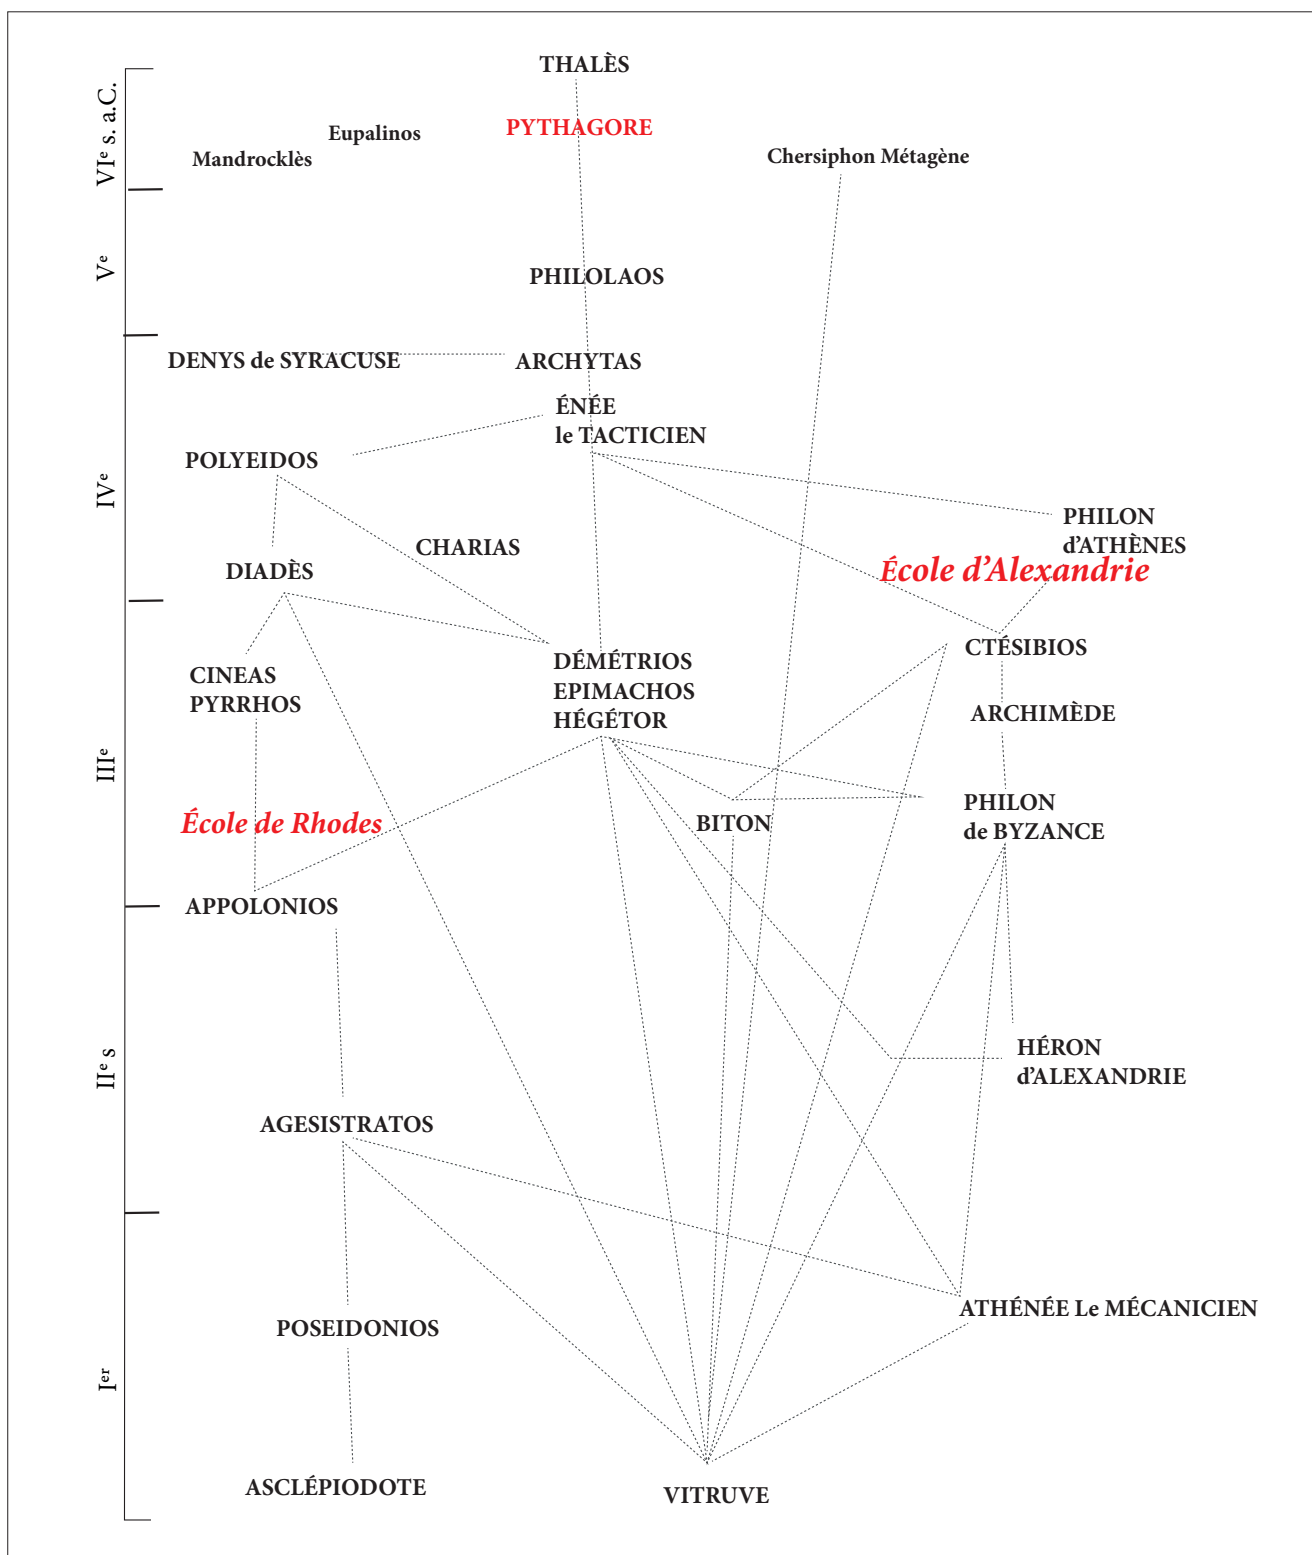 THALÈS
VIᵉ s. a.C.
PYTHAGORE
Eupalinos
Mandrocklès
Chersiphon Métagène
Vᵉ
PHILOLAOS
DENYS de SYRACUSE
ARCHYTAS
ÉNÉE
le TACTICIEN
POLYEIDOS
IVᵉ
PHILON
d'ATHÈNES
CHARIAS
DIADÈS
École d'Alexandrie
CTÉSIBIOS
DÉMÉTRIOS
EPIMACHOS
HÉGÉTOR
CINEAS
PYRRHOS
ARCHIMÈDE
IIIᵉ
PHILON
de BYZANCE
École de Rhodes
BITON
APPOLONIOS
IIᵉ s
HÉRON
d'ALEXANDRIE
AGESISTRATOS
ATHÉNÉE Le MÉCANICIEN
POSEIDONIOS
Iᵉʳ
ASCLÉPIODOTE
VITRUVE